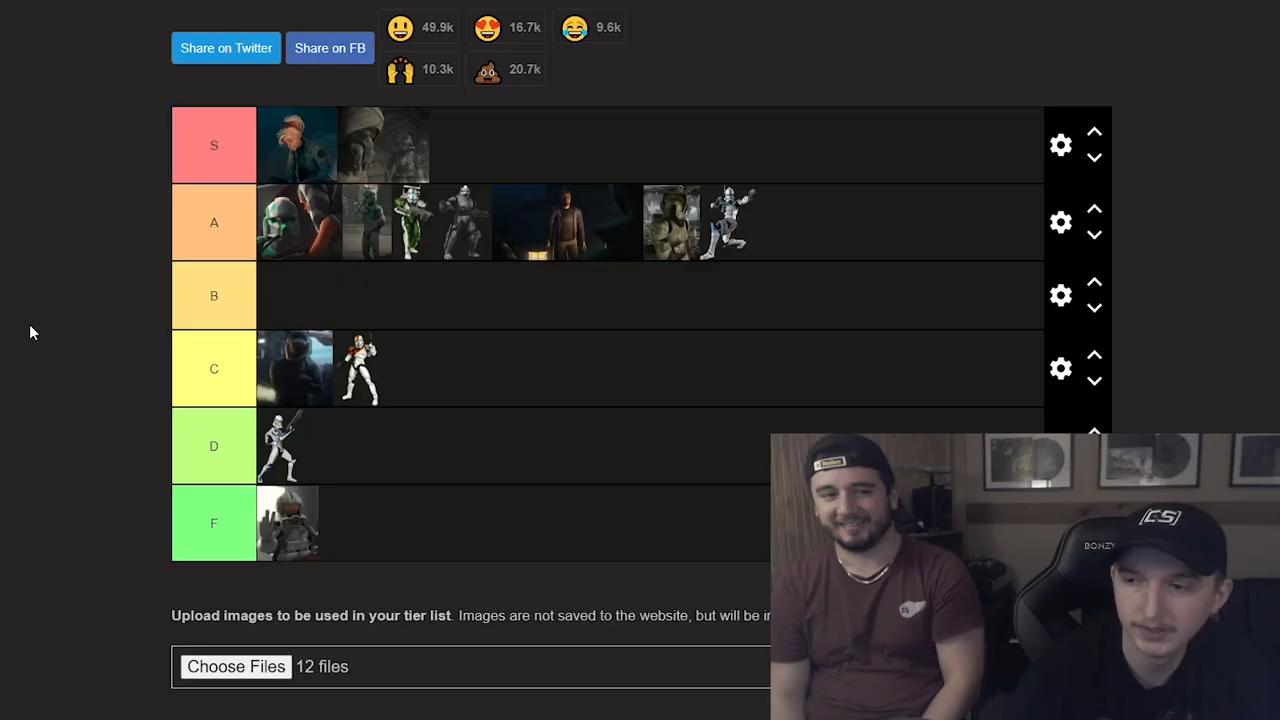 Share on Twitter
Share on FB
49.9k
16.7k
9.6k
10.3k
20.7k
S
A
B
C
D
F
Upload images to be used in your tier list. Images are not saved to the website, but will be in
Choose Files 12 files
BONZ
CS